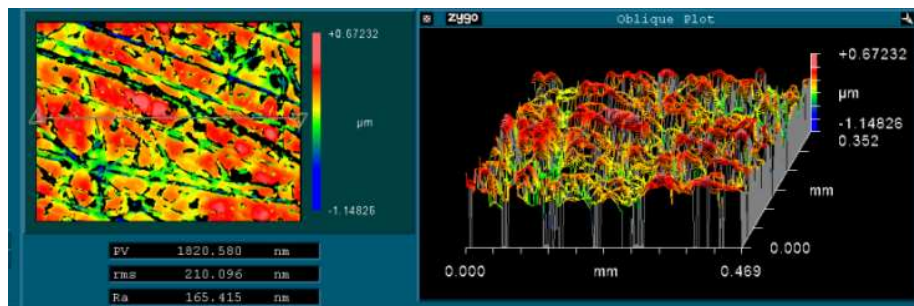 +0.67232
µm
-1.14826
PV 1820.580 nm
rms 210.096 nm
Ra 165.415 nm
zygo Oblique Plot
+0.67232
µm
-1.14826
0.352
mm
0.000
0.000 mm 0.469